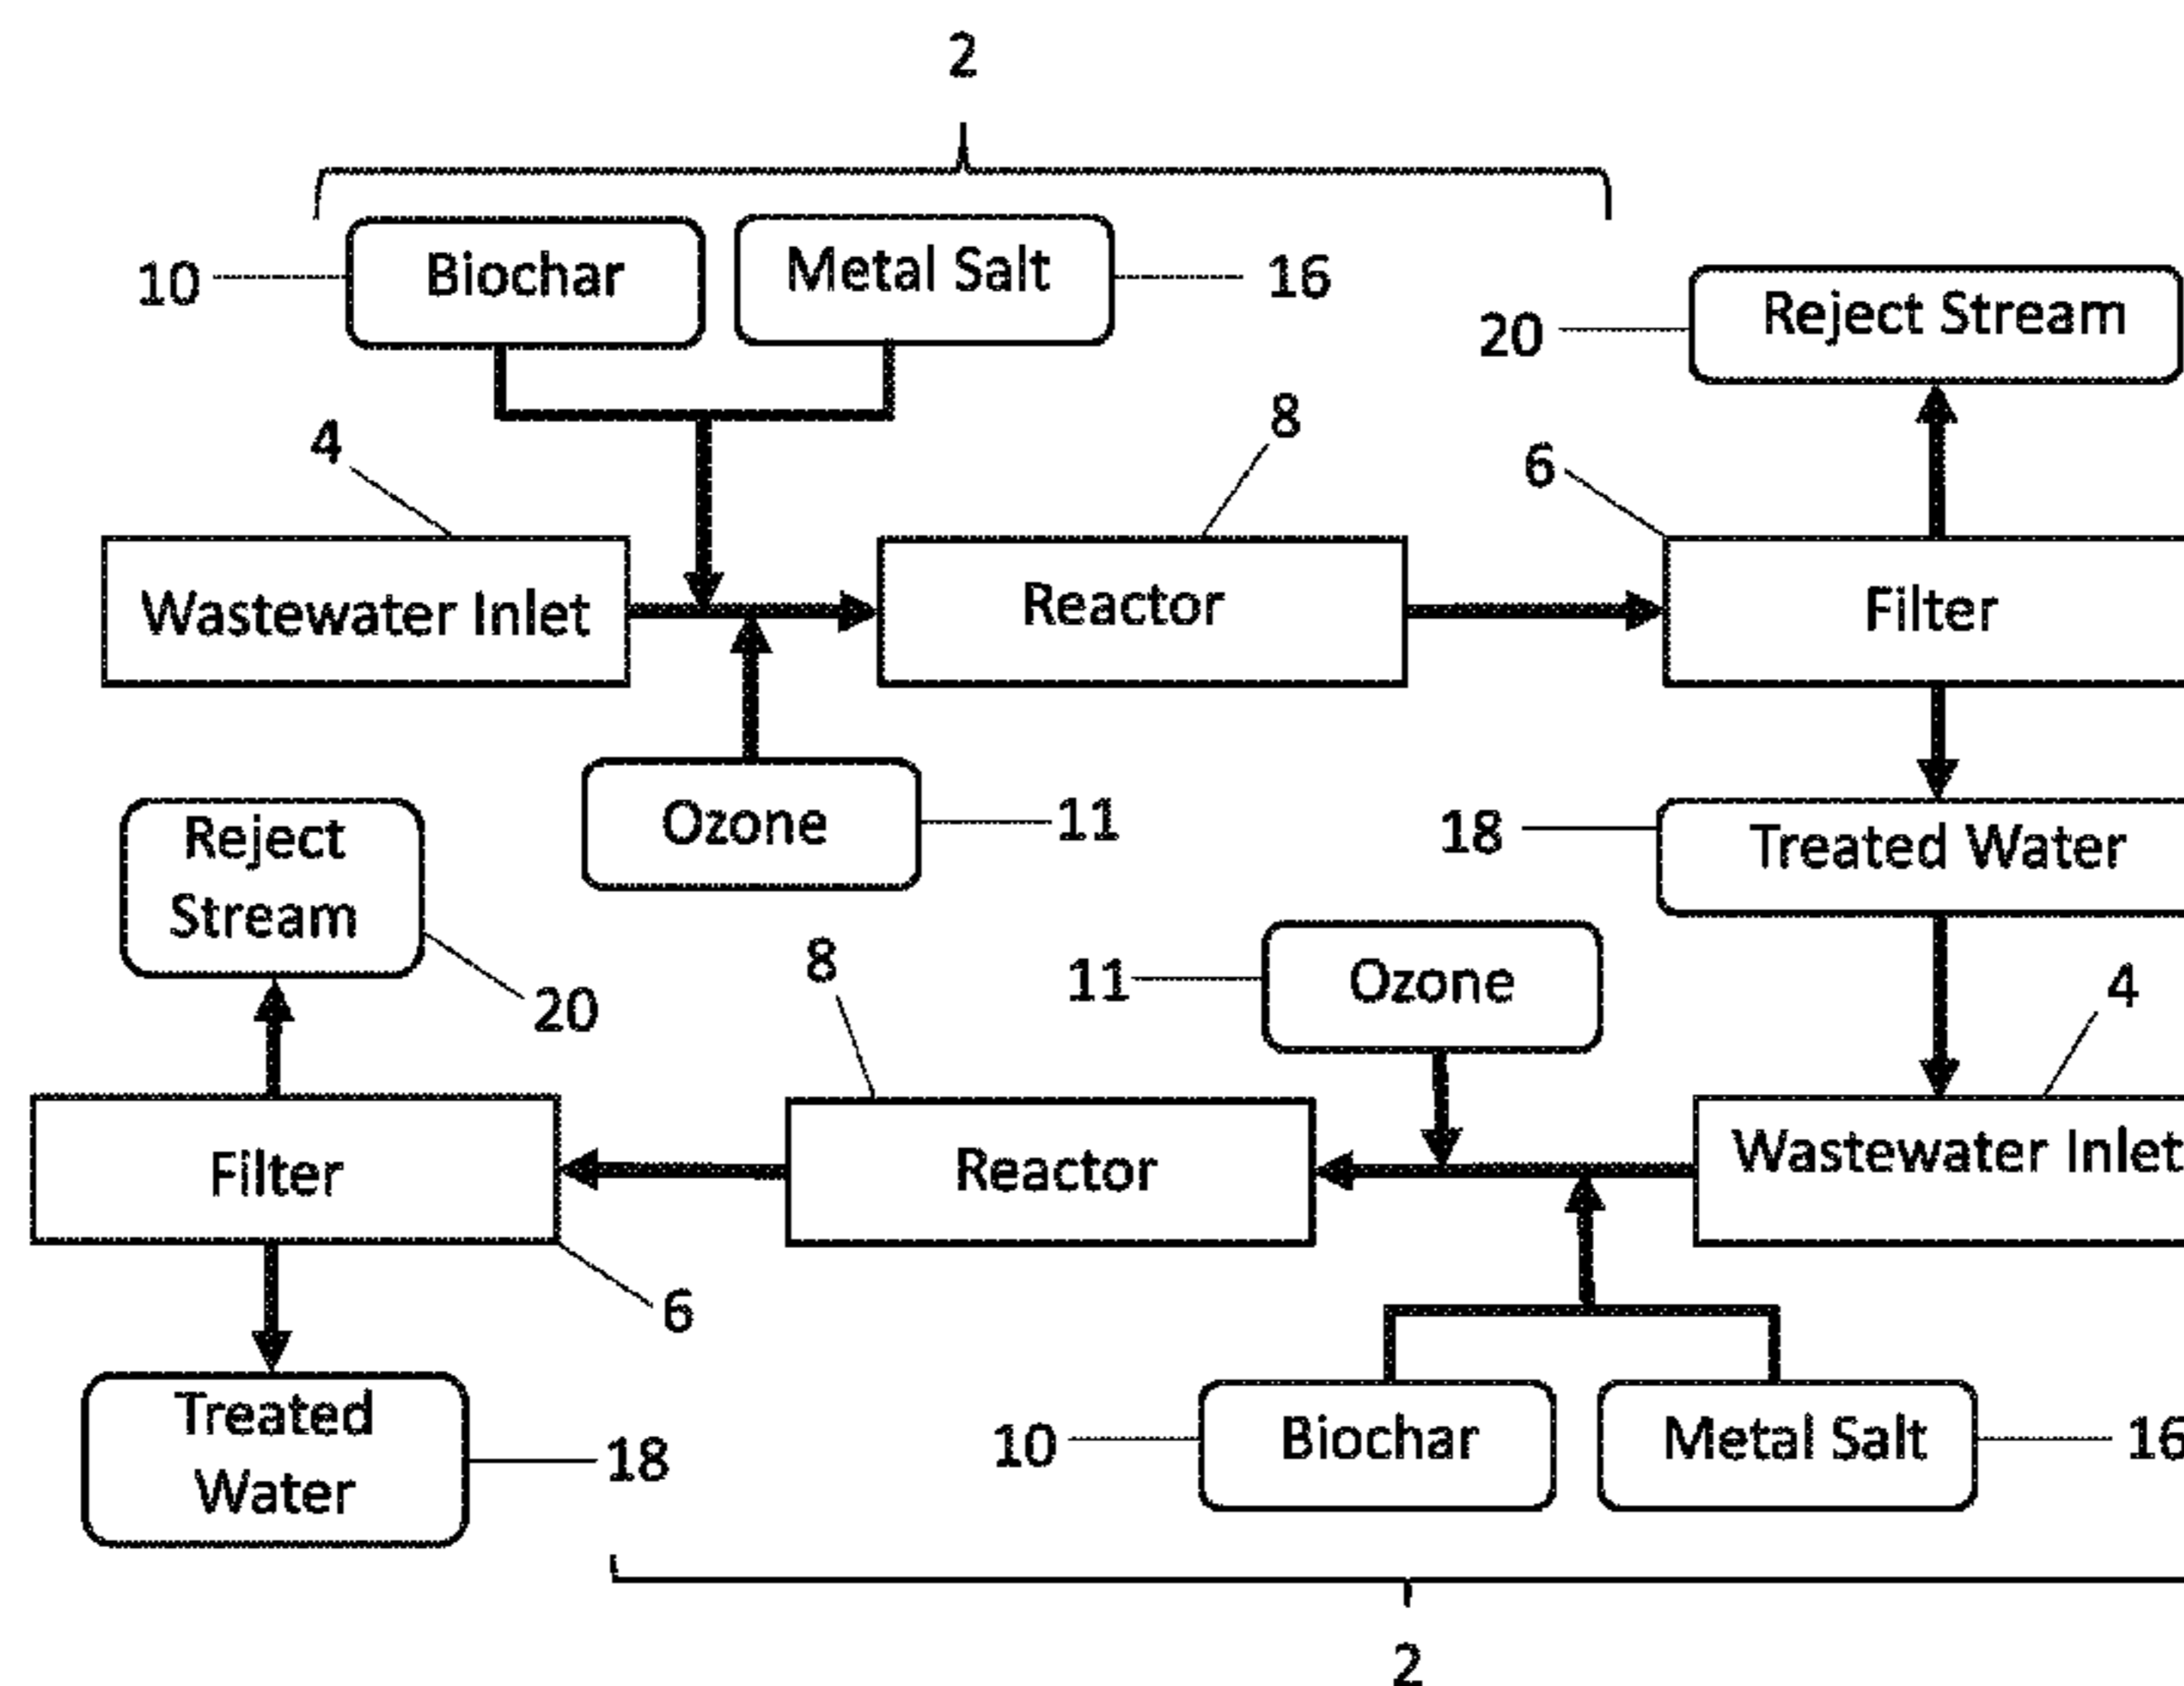 2
10
Biochar
Metal Salt
16
20
Reject Stream
4
8
6
Wastewater Inlet
Reactor
Filter
Ozone
11
18
Treated Water
Reject
Stream
20
8
11
Ozone
4
Filter
Reactor
Wastewater Inlet
6
Treated
Water
18
10
Biochar
Metal Salt
16
2